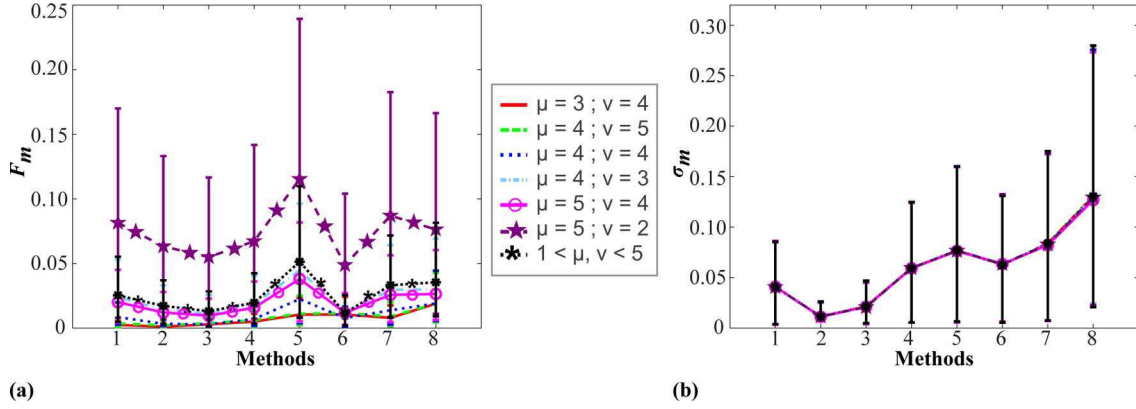 0.25
0.20
0.15
0.10
0.05
0
F_m
1 2 3 4 5 6 7 8
Methods
(a)
μ = 3 ; ν = 4
μ = 4 ; ν = 5
μ = 4 ; ν = 4
μ = 4 ; ν = 3
μ = 5 ; ν = 4
μ = 5 ; ν = 2
1 < μ, ν < 5
0.30
0.25
0.20
0.15
0.10
0.05
0
σ_m
1 2 3 4 5 6 7 8
Methods
(b)